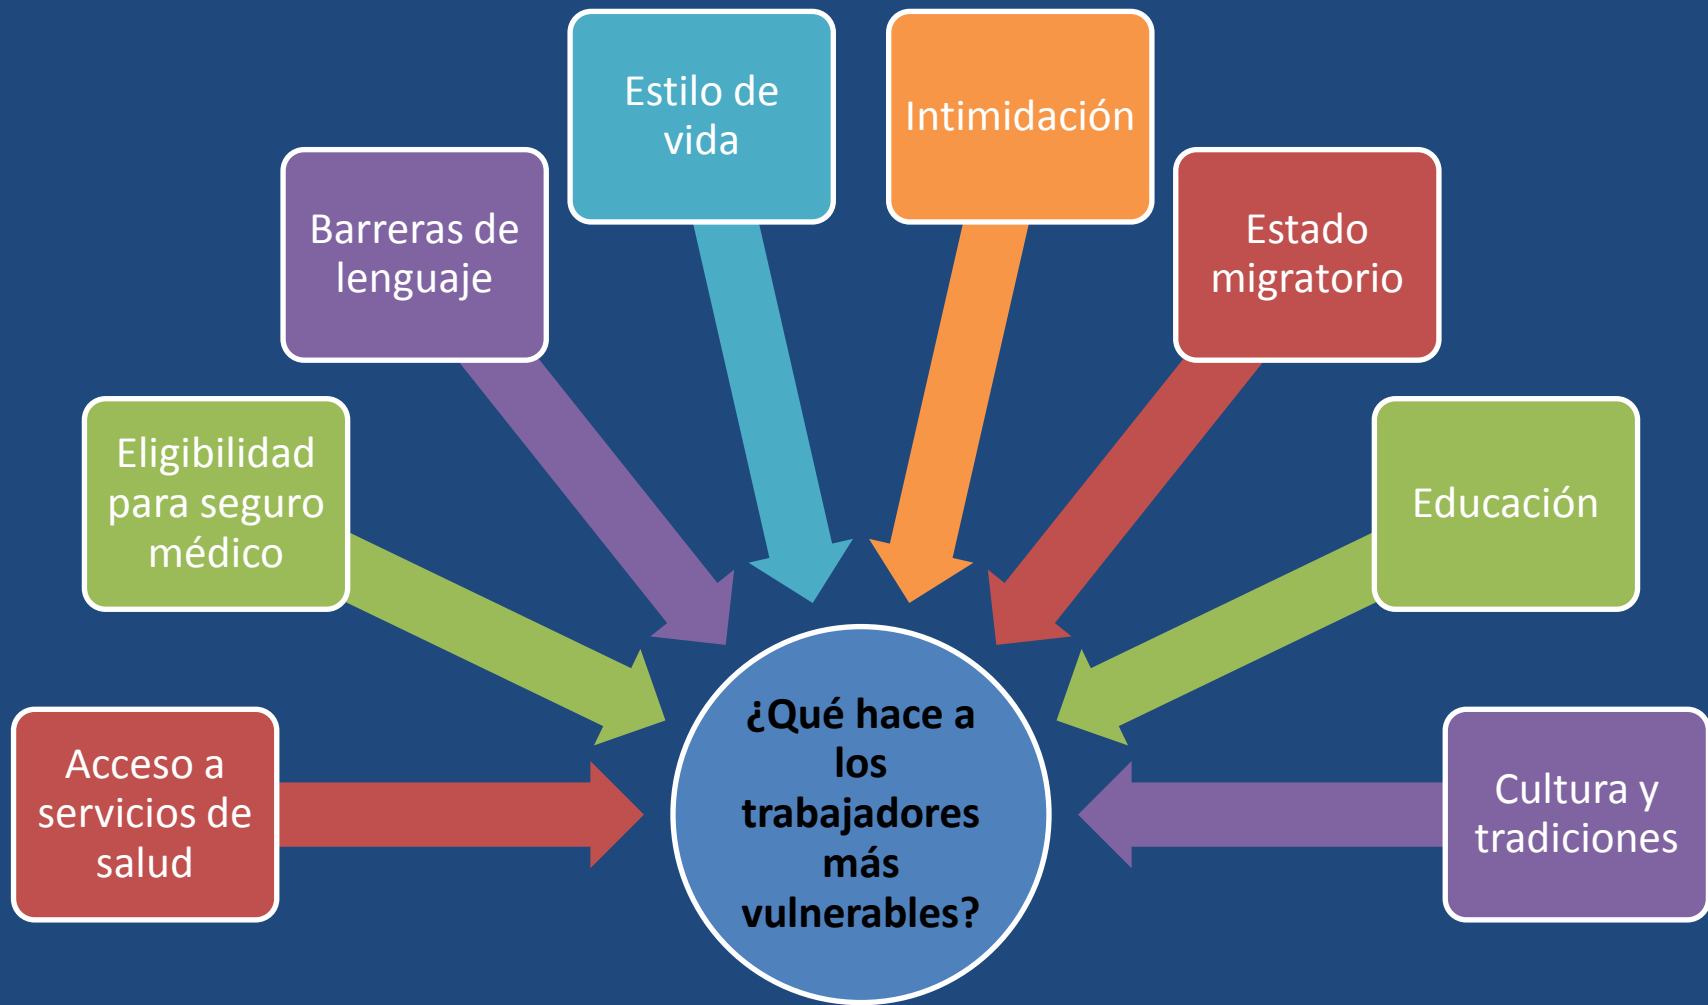 Estilo de
vida
Intimidación
Barreras de
lenguaje
Estado
migratorio
Eligibilidad
para seguro
médico
Educación
Acceso a
servicios de
salud
¿Qué hace a
los
trabajadores
más
vulnerables?
Cultura y
tradiciones